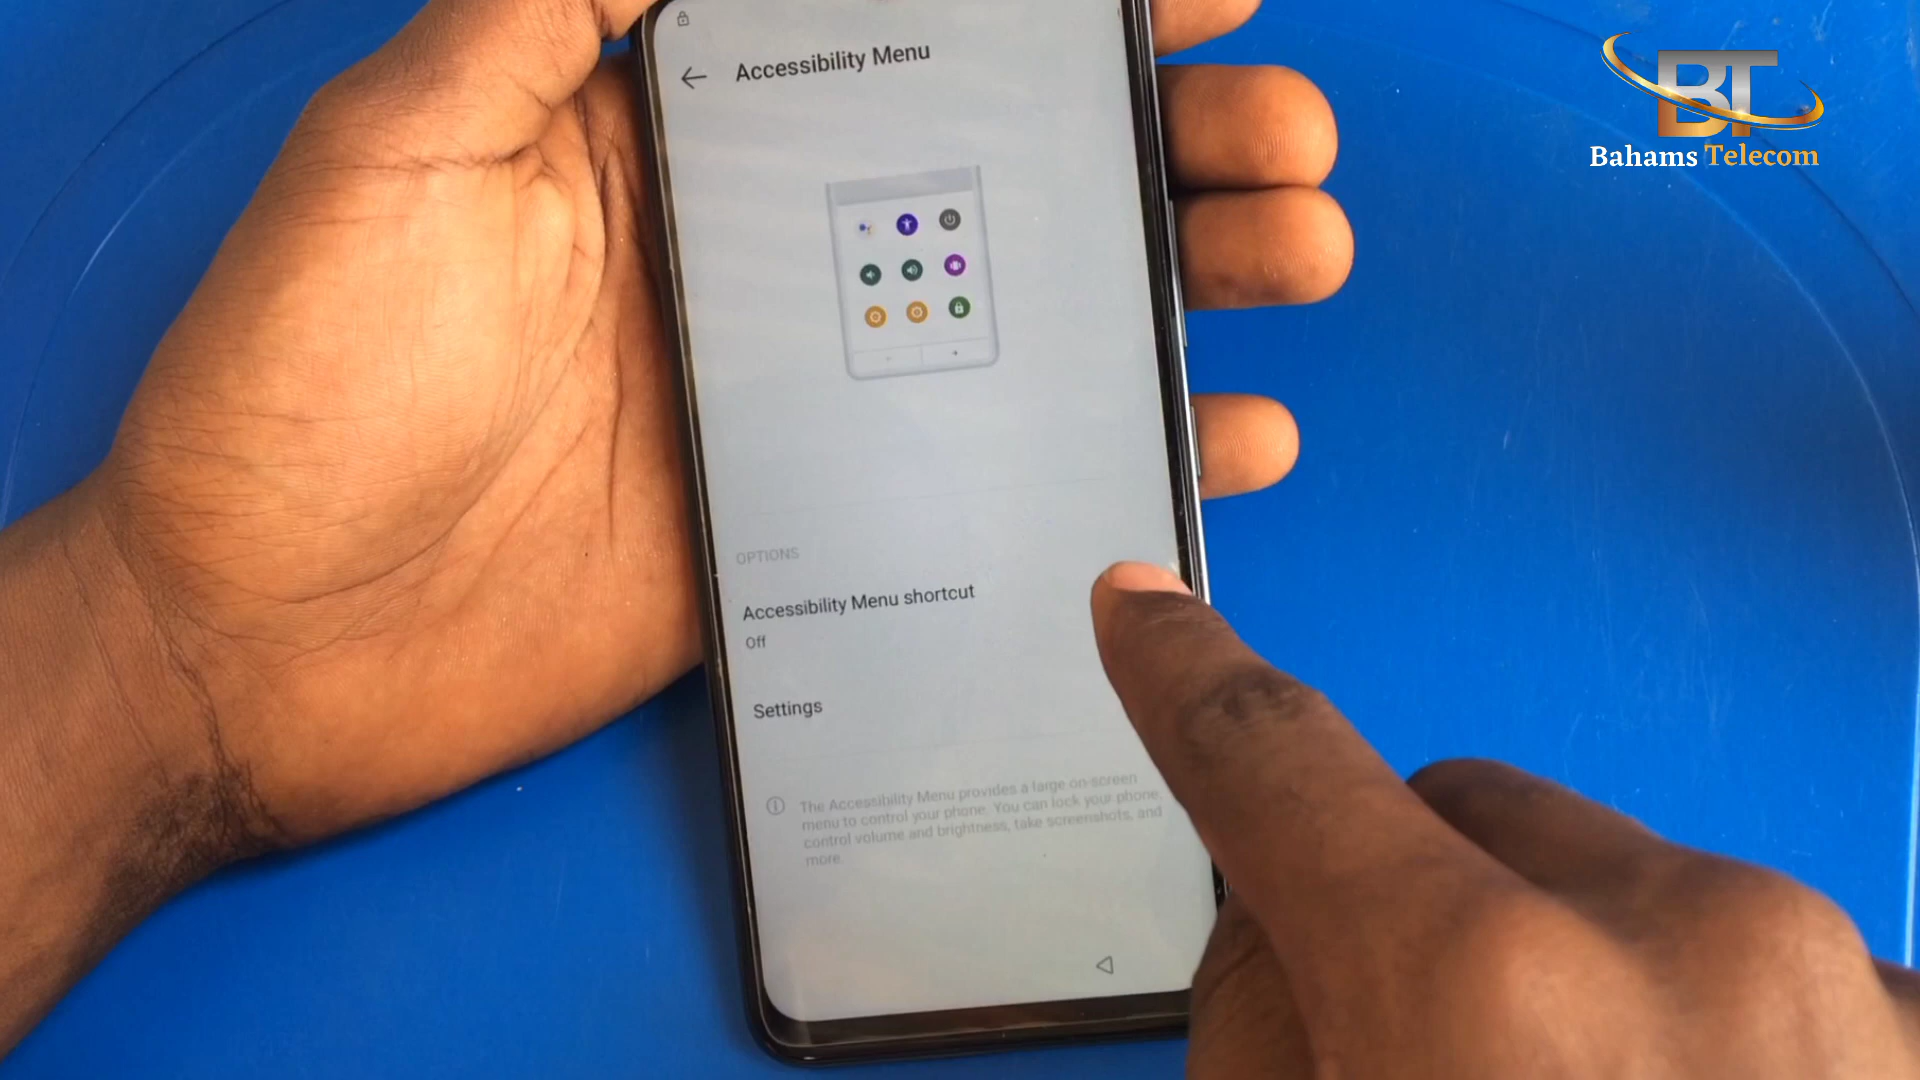 Accessibility Menu
BT
Bahams Telecom
OPTIONS
Accessibility Menu shortcut
Off
Settings
The Accessibility Menu provides a large on-screen
menu to control your phone. You can lock your phone,
control volume and brightness, take screenshots, and
more.